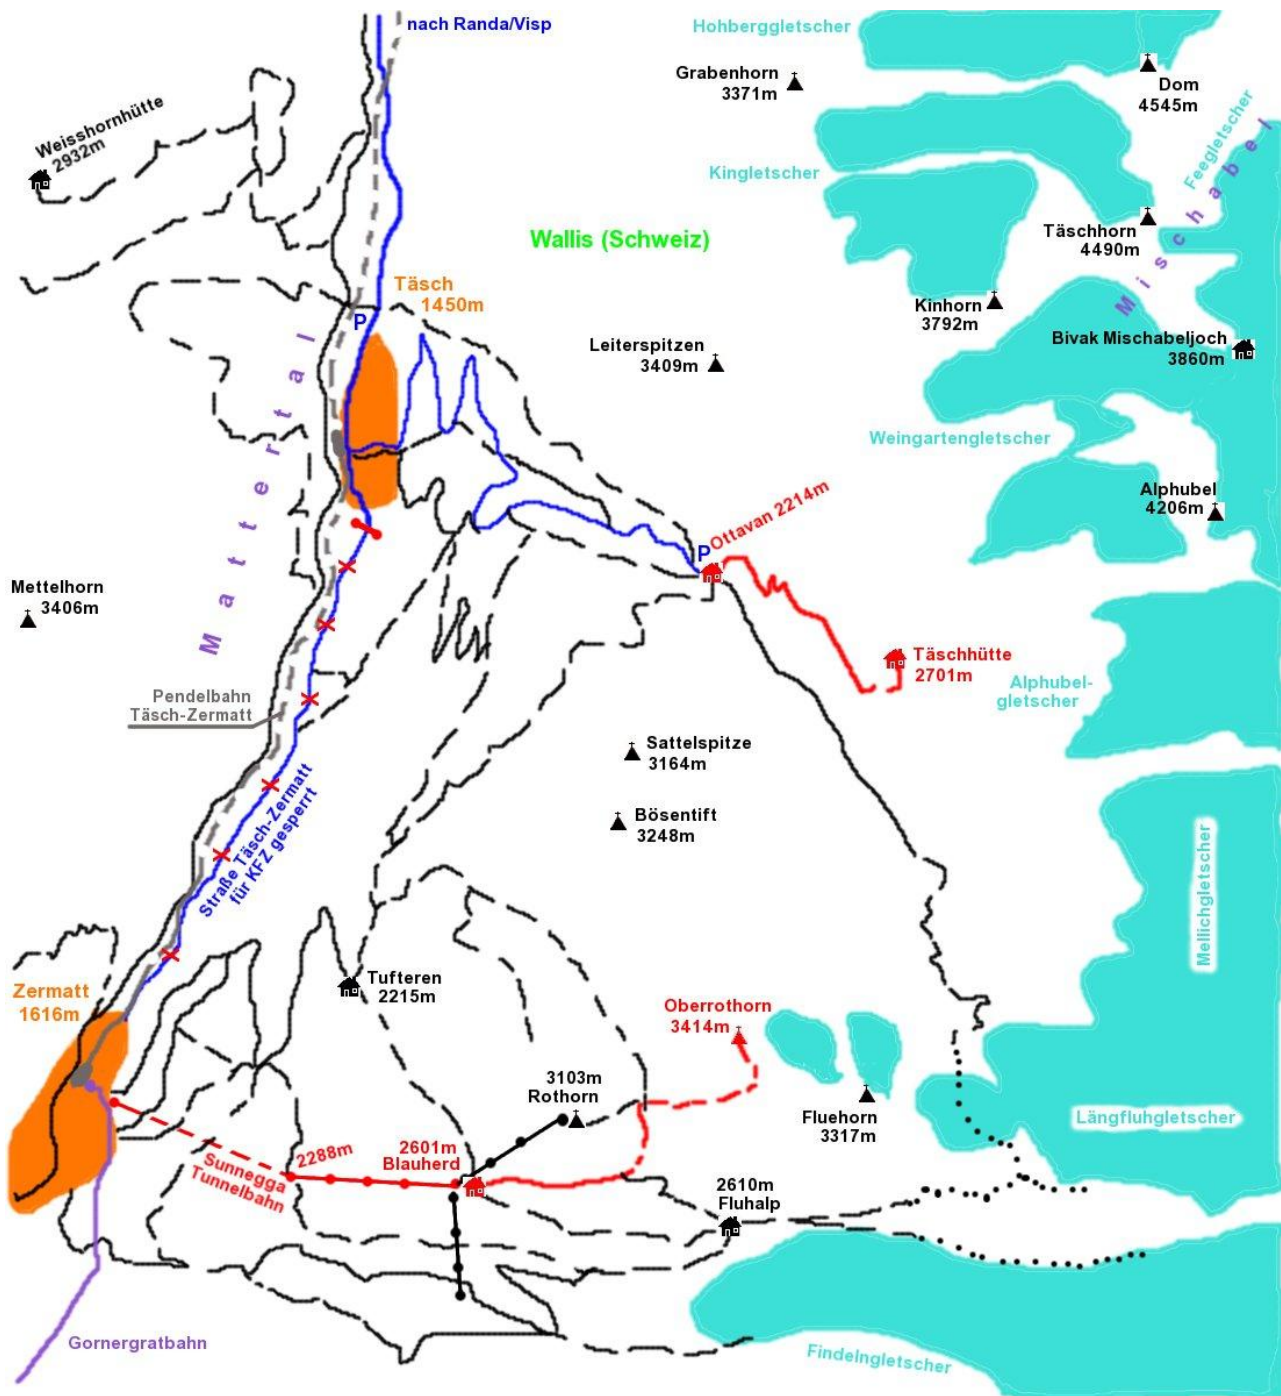 nach Randa/Visp
Hohberggletscher
Grabenhorn
3371m
Dom
4545m
Weisshornhütte
2932m
Kingletscher
Feegletscher
Mischabel
Täschhorn
4490m
Wallis (Schweiz)
Täsch
1450m
P
Kinhorn
3792m
Leiterspitzen
3409m
Bivak Mischabeljoch
3860m
Mattertal
Weingartengletscher
Alphubel
4206m
P
Ottavan 2214m
Mettelhorn
3406m
Täschhütte
2701m
Alphubel-
gletscher
Pendelbahn
Täsch-Zermatt
Sattelspitze
3164m
Straße Täsch-Zermatt
für KFZ gesperrt
Bösentift
3248m
Mellichgletscher
Zermatt
1616m
Tufteren
2215m
Oberrothorn
3414m
3103m
Rothorn
Fluehorn
3317m
Längfluhgletscher
Sunnegga
Tunnelbahn
2288m
2601m
Blauherd
2610m
Fluhalp
Gornergratbahn
Findelngletscher